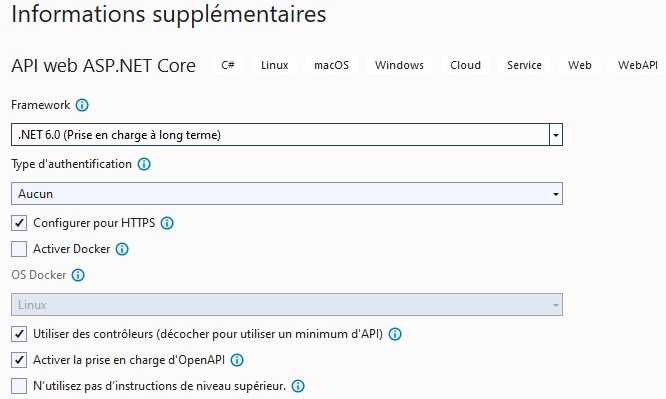 Informations supplémentaires
API web ASP.NET Core C# Linux macOS Windows Cloud Service Web WebAPI
Framework
.NET 6.0 (Prise en charge à long terme)
Type d'authentification
Aucun
Configurer pour HTTPS
Activer Docker
OS Docker
Linux
Utiliser des contrôleurs (décocher pour utiliser un minimum d'API)
Activer la prise en charge d'OpenAPI
N'utilisez pas d'instructions de niveau supérieur.